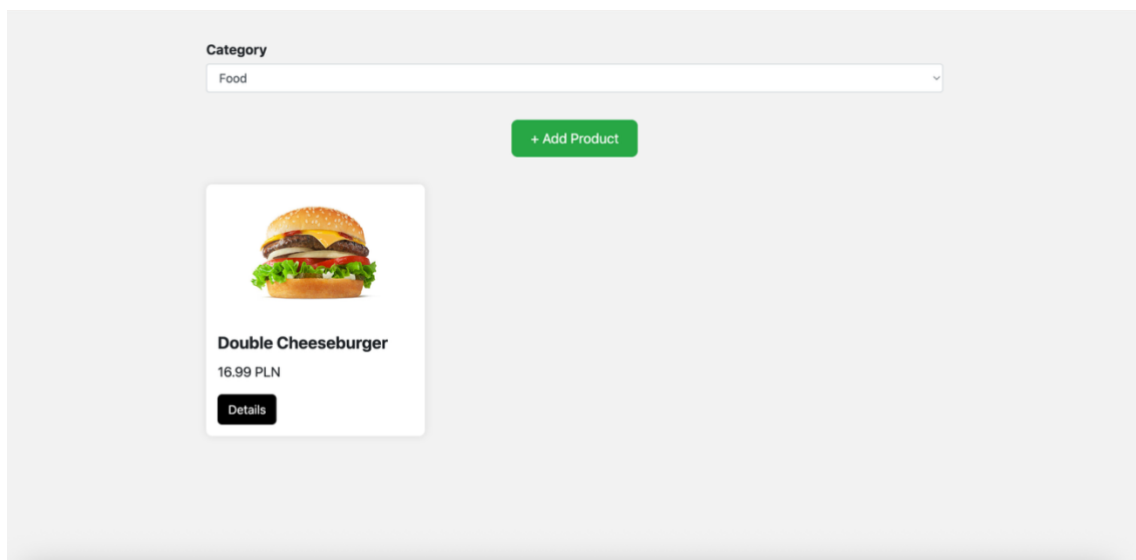 Category
Food
+ Add Product
Double Cheeseburger
16.99 PLN
Details